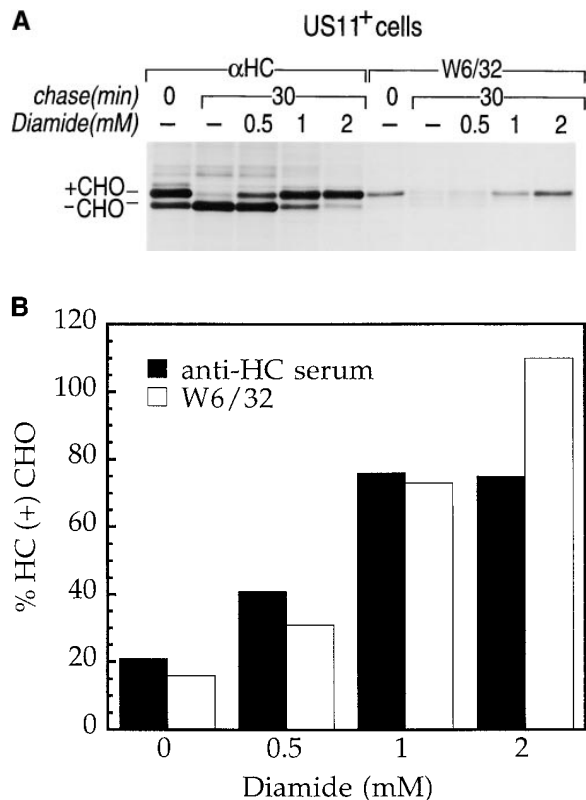 A
US11+ cells
αHC W6/32
chase(min) 0 30 0 30
Diamide(mM) – – 0.5 1 2 – – 0.5 1 2
+CHO
-CHO
B
120
anti-HC serum
100
W6/32
80
60
40
20
0
% HC (+) CHO
0 0.5 1 2
Diamide (mM)